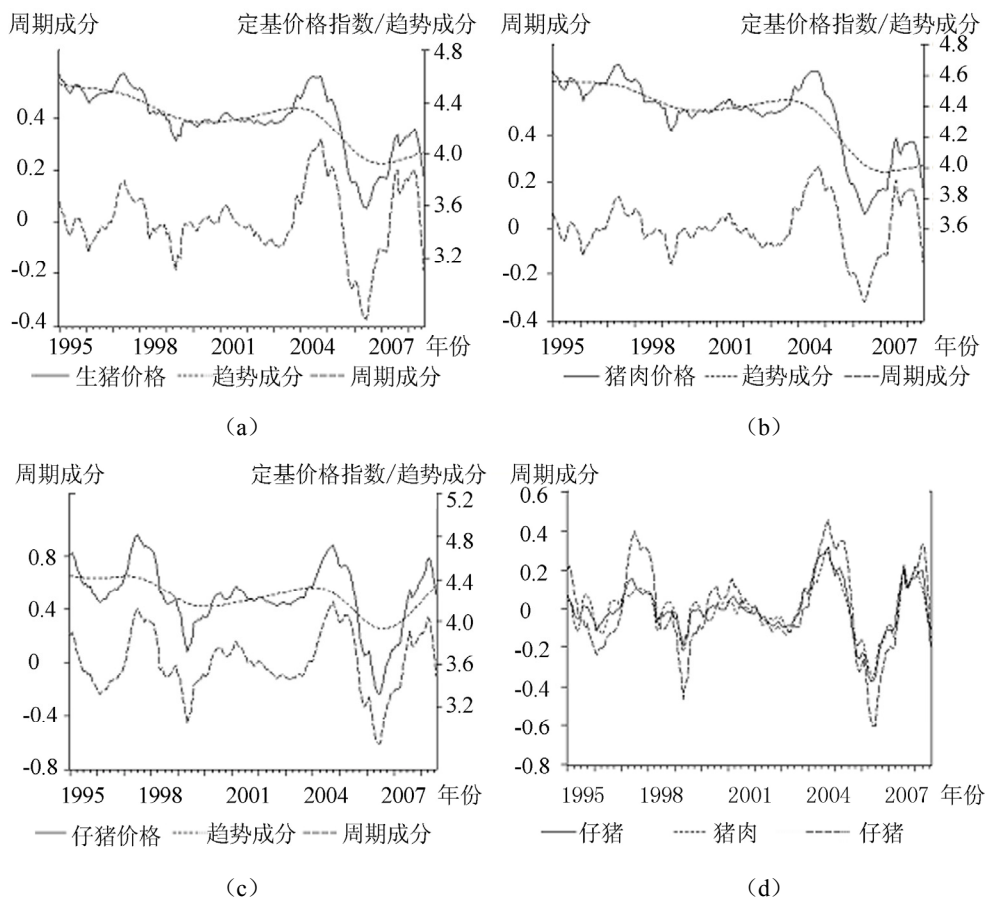 周期成分 定基价格指数/趋势成分
4.8
0.4 4.4
0.2 4.0
0 3.6
-0.2 3.2
-0.4
1995 1998 2001 2004 2007 年份
生猪价格 趋势成分 周期成分
（a）
周期成分 定基价格指数/趋势成分
4.8
4.6
0.4 4.4
4.2
0.2 4.0
3.8
0 3.6
-0.2
-0.4
1995 1998 2001 2004 2007 年份
猪肉价格 趋势成分 周期成分
（b）
周期成分 定基价格指数/趋势成分
5.2
0.8 4.8
4.4
0.4 4.0
0 3.6
-0.4 3.2
-0.8
1995 1998 2001 2004 2007 年份
仔猪价格 趋势成分 周期成分
（c）
周期成分
0.6
0.4
0.2
0
-0.2
-0.4
-0.6
-0.8
1995 1998 2001 2004 2007 年份
仔猪 猪肉 仔猪
（d）